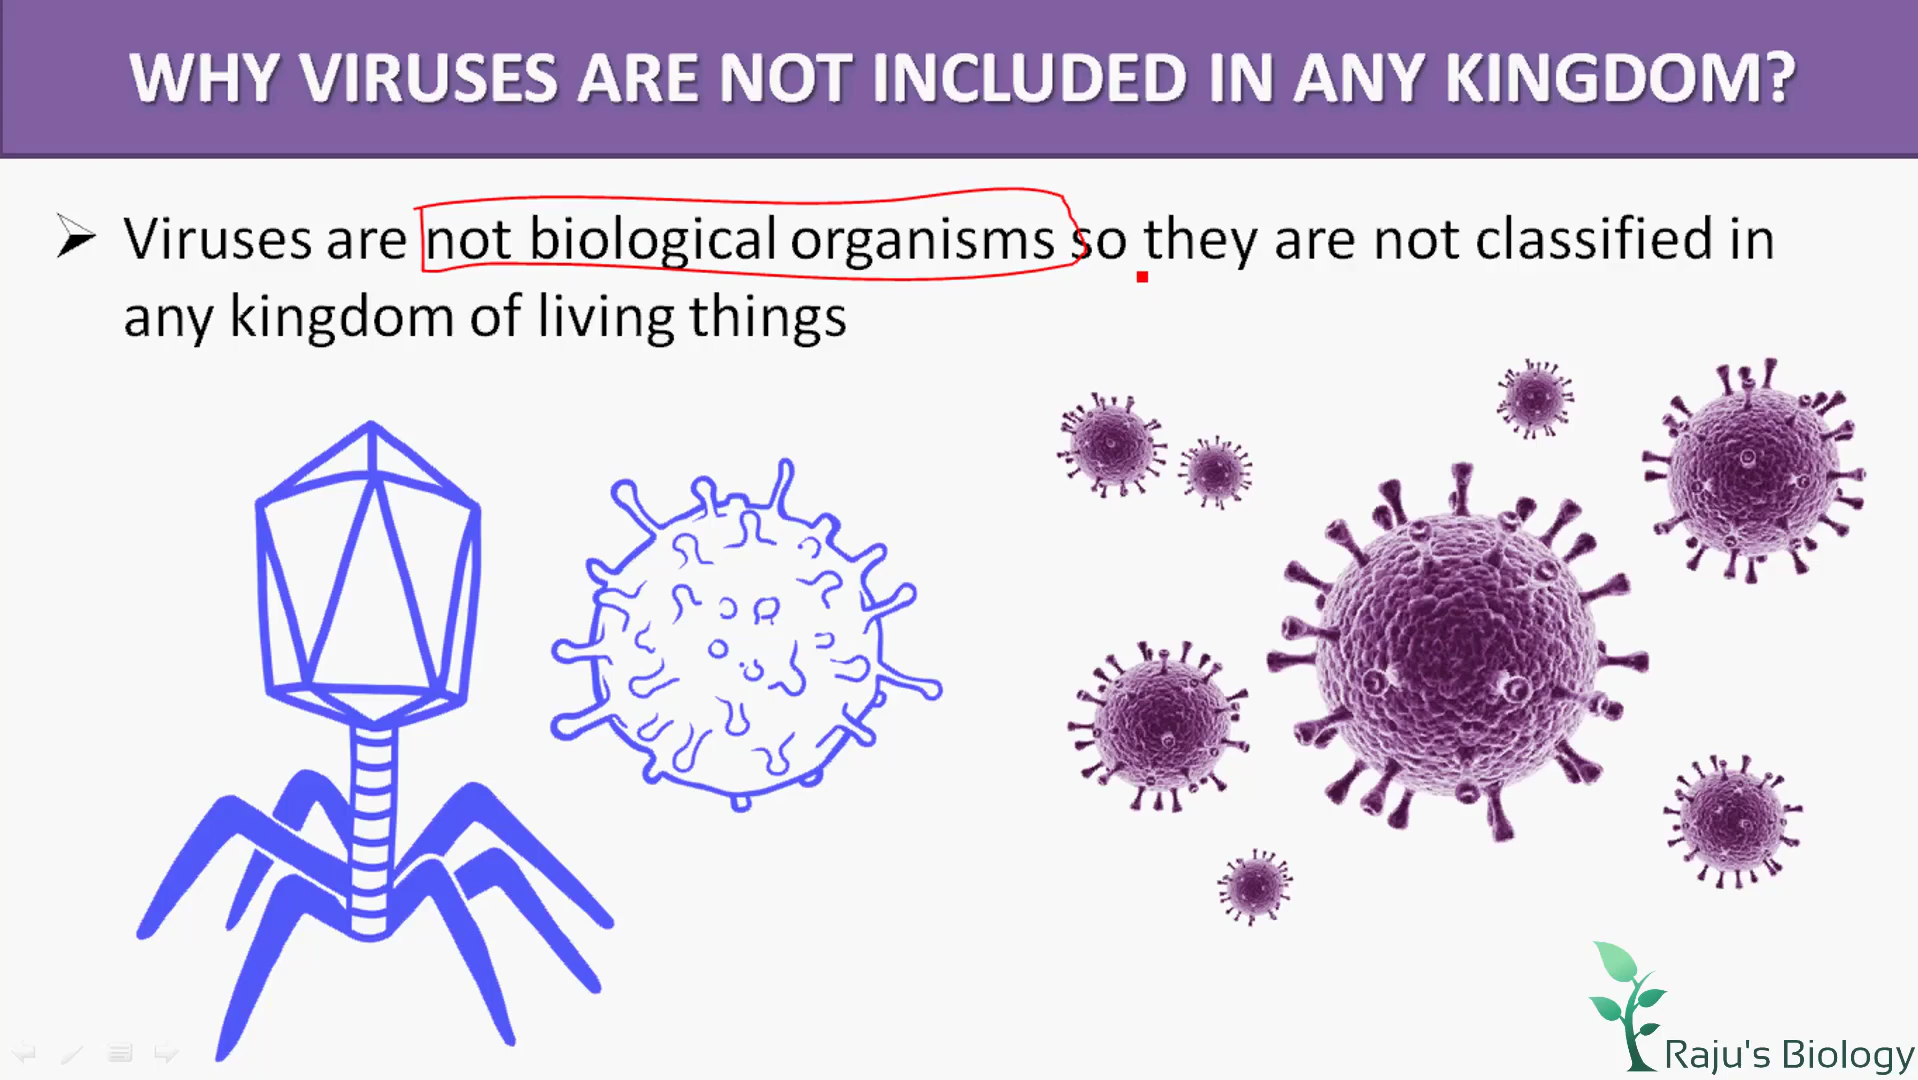 WHY VIRUSES ARE NOT INCLUDED IN ANY KINGDOM?
Viruses are not biological organisms so they are not classified in
any kingdom of living things
Raju's Biology